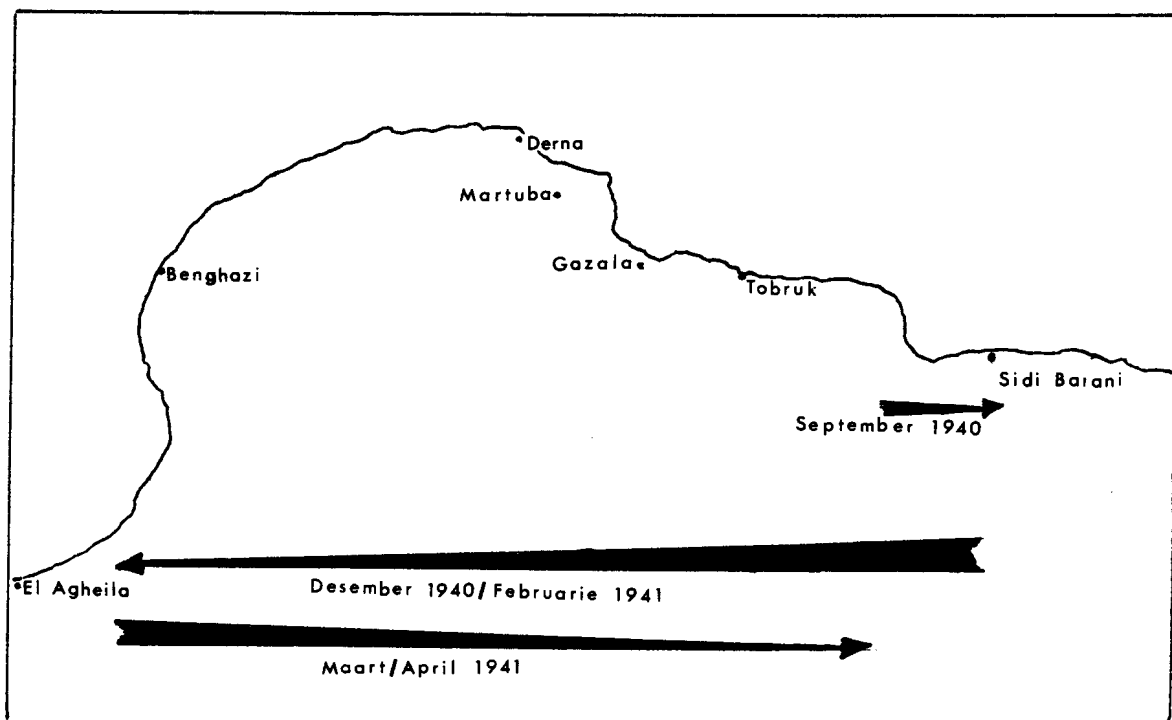 Derna
Martuba
Benghazi
Gazala
Tobruk
Sidi Barani
September 1940
El Agheila
Desember 1940/Februarie 1941
Maart/April 1941